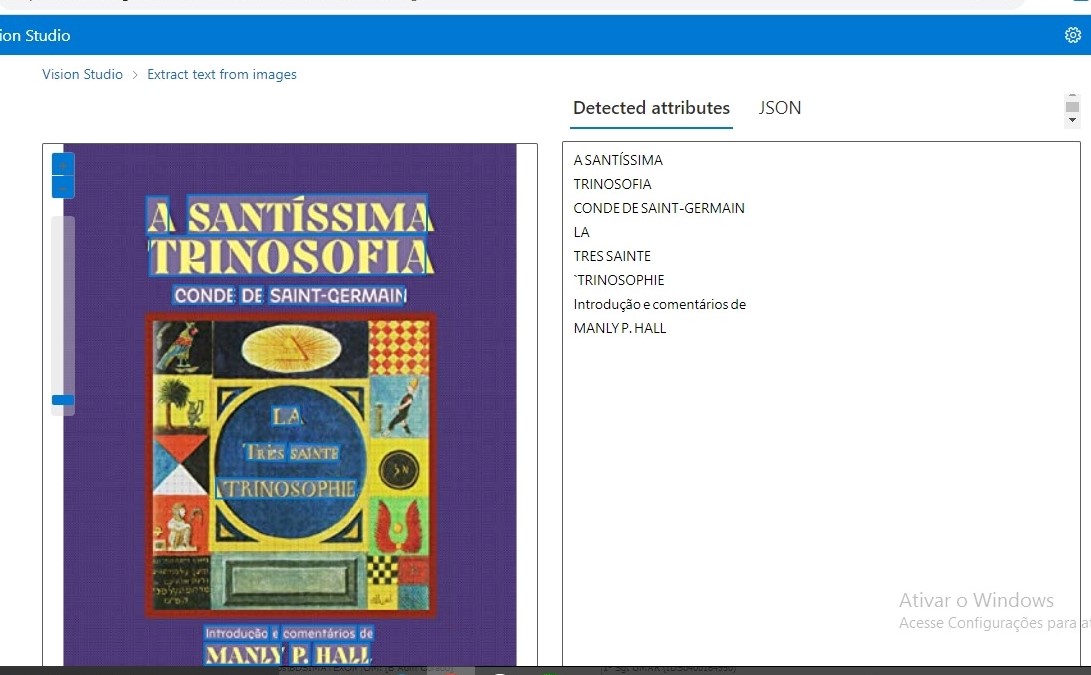 ion Studio
Vision Studio > Extract text from images
Detected attributes JSON
A SANTÍSSIMA
TRINOSOFIA
CONDE DE SAINT-GERMAIN
LA
TRÈS SAINTE
TRINOSOPHIE
Introdução e comentários de
MANLY P. HALL
A SANTÍSSIMA
TRINOSOFIA
CONDE DE SAINT-GERMAIN
LA
TRES SAINTE
`TRINOSOPHIE
Introdução e comentários de
MANLY P. HALL
Ativar o Windows
Acesse Configurações para